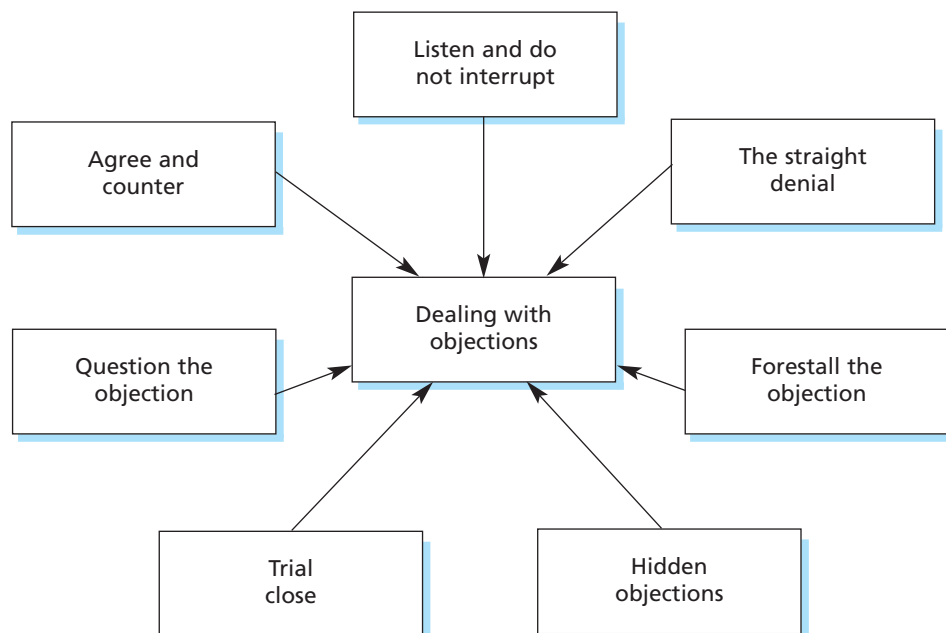 Listen and do
not interrupt
Agree and
counter
The straight
denial
Dealing with
objections
Question the
objection
Forestall the
objection
Trial
close
Hidden
objections